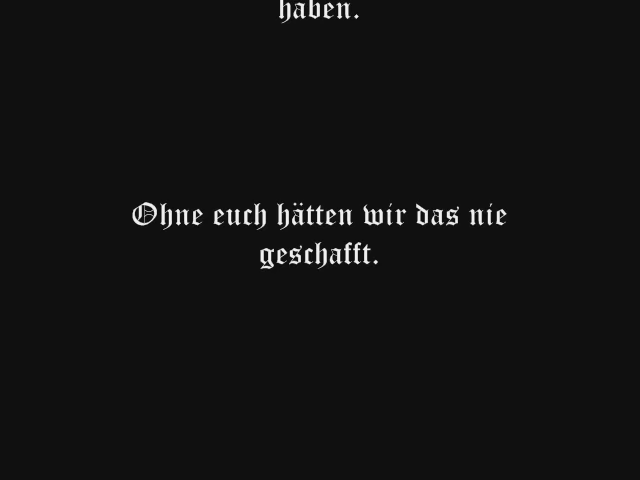 haben.
Ohne euch hätten wir das nie
geschafft.